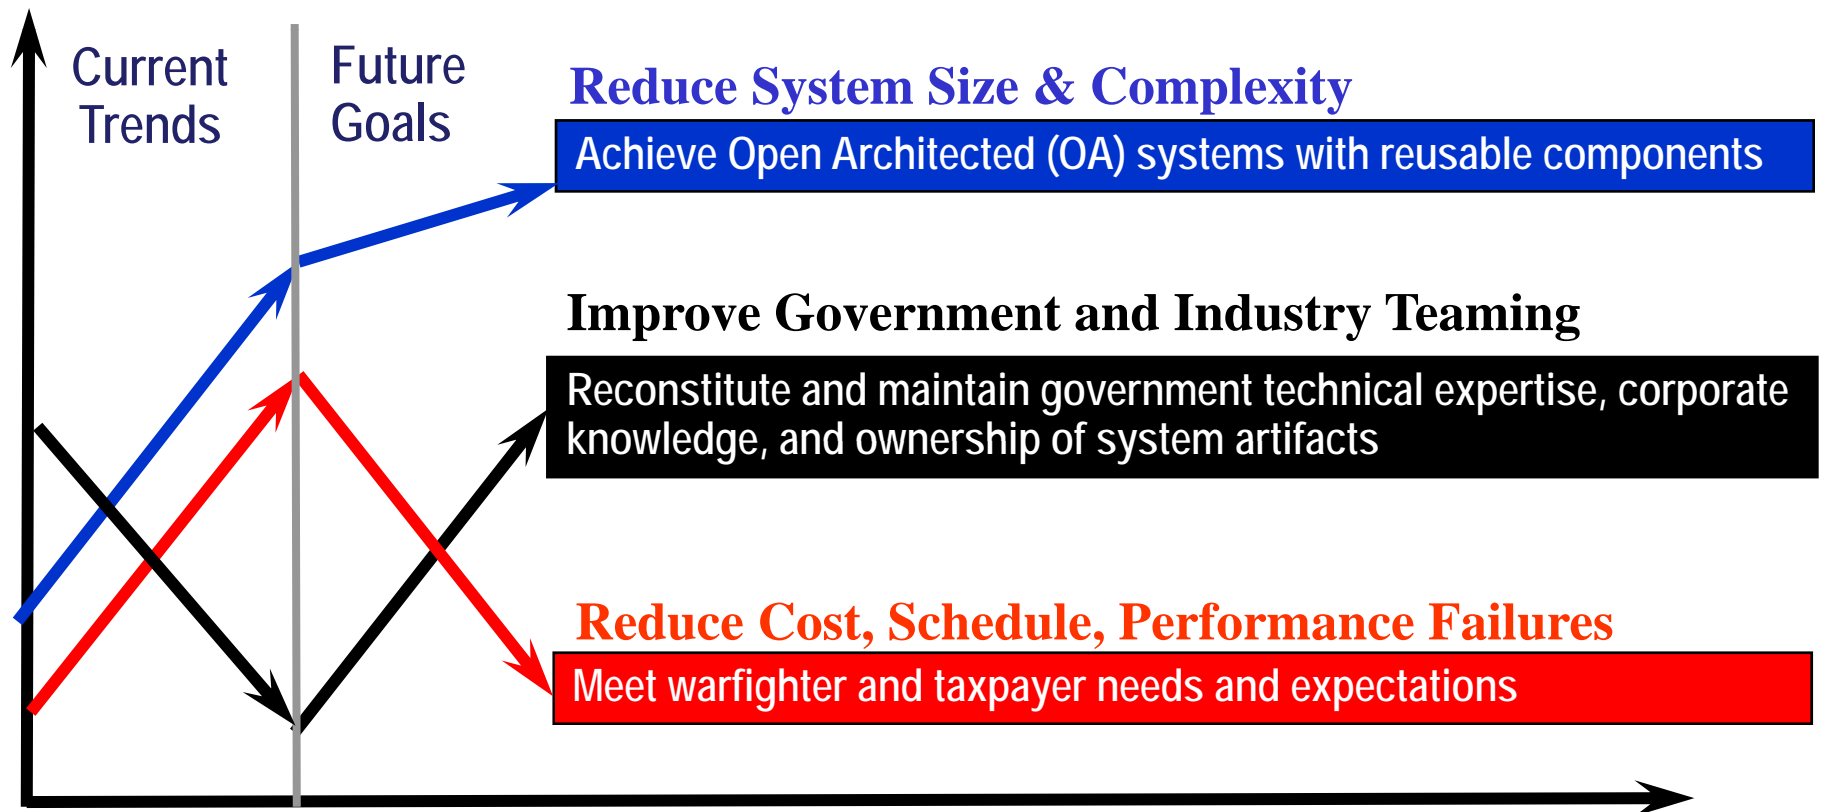 Current
Trends
Future
Goals
Reduce System Size & Complexity
Achieve Open Architected (OA) systems with reusable components
Improve Government and Industry Teaming
Reconstitute and maintain government technical expertise, corporate
knowledge, and ownership of system artifacts
Reduce Cost, Schedule, Performance Failures
Meet warfighter and taxpayer needs and expectations